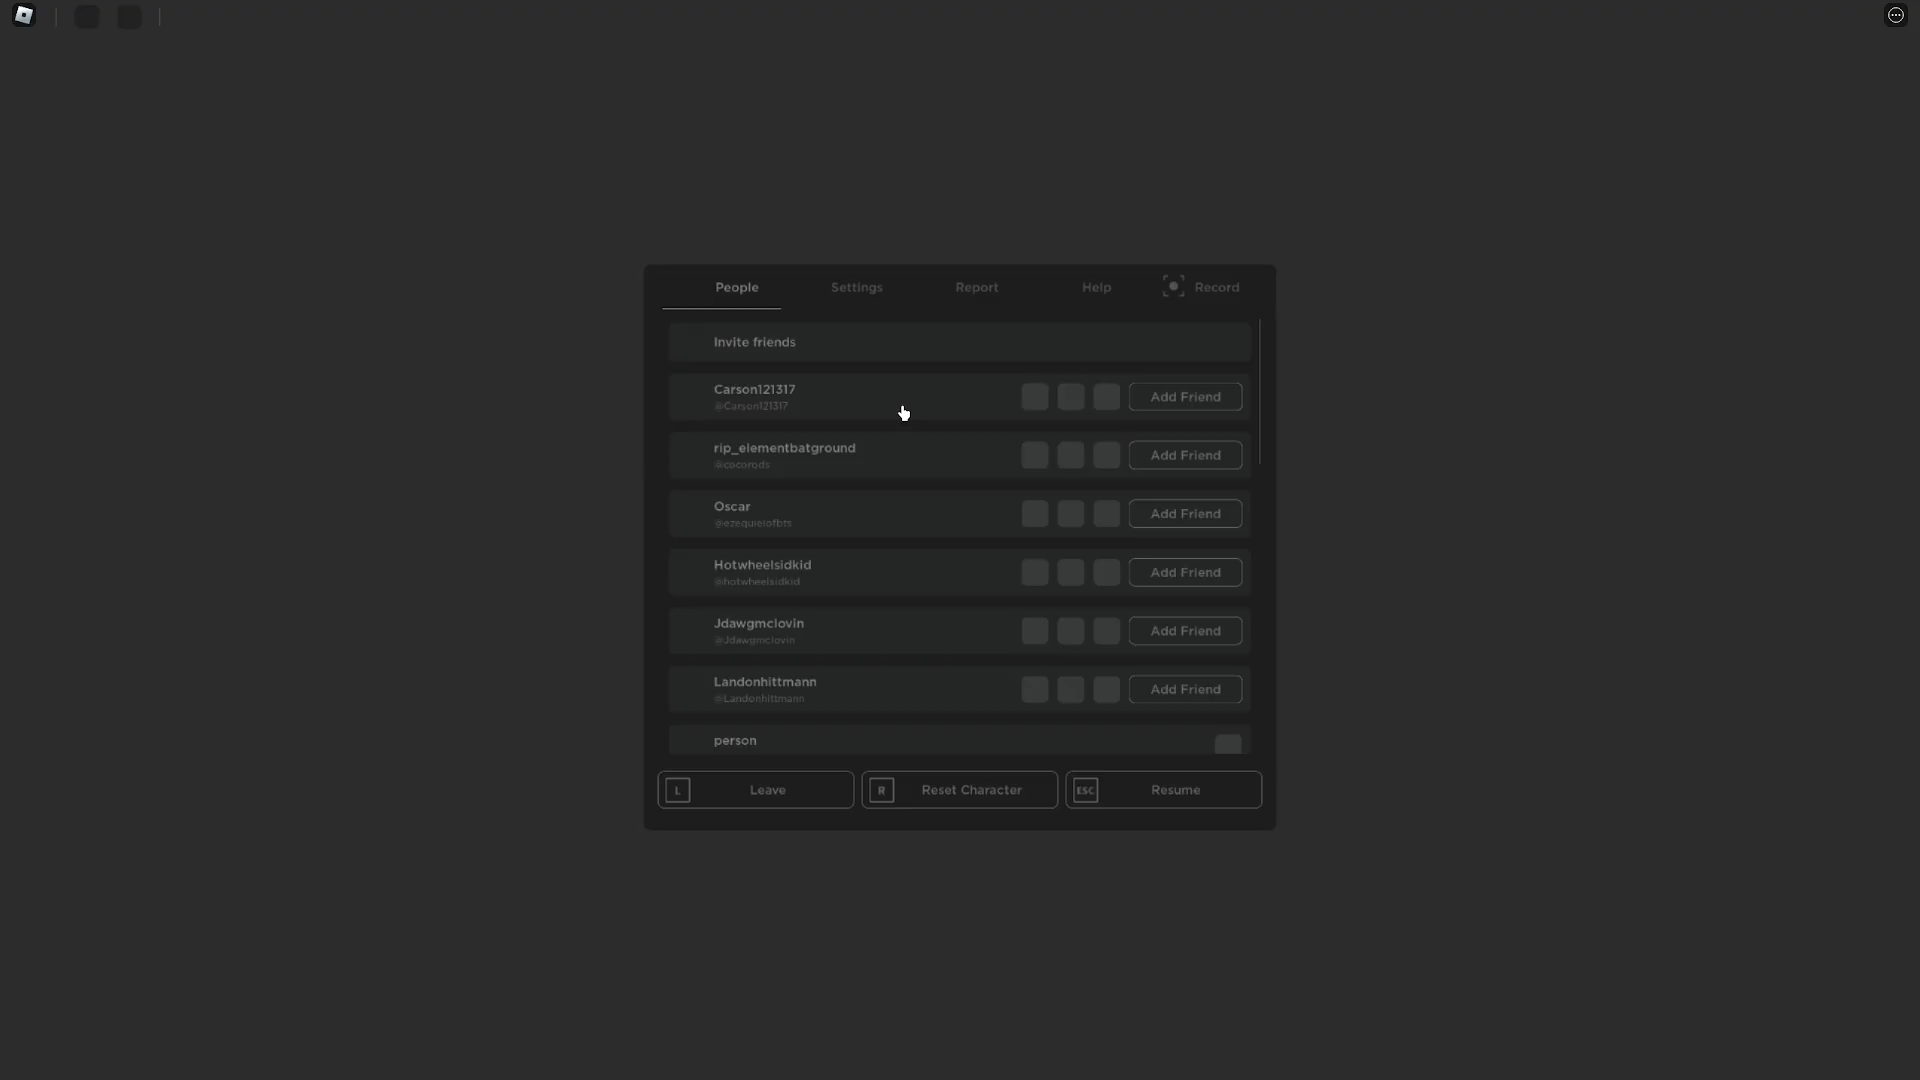 People Settings Report Help Record
Invite friends
Carson121317
@Carson121317
Add Friend
rip_elementbatground
@cocorods
Add Friend
Oscar
@ezequielofbts
Add Friend
Hotwheelsidkid
@hotwheelsidkid
Add Friend
Jdawgmclovin
@Jdawgmclovin
Add Friend
Landonhittmann
@Landonhittmann
Add Friend
person
L Leave R Reset Character ESC Resume